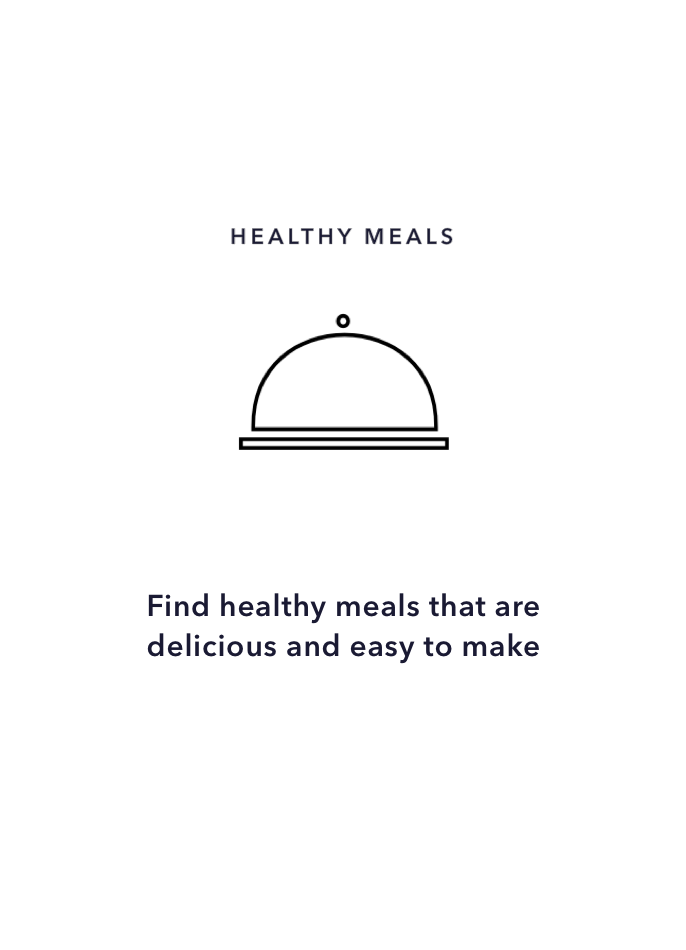 HEALTHY MEALS
Find healthy meals that are
delicious and easy to make